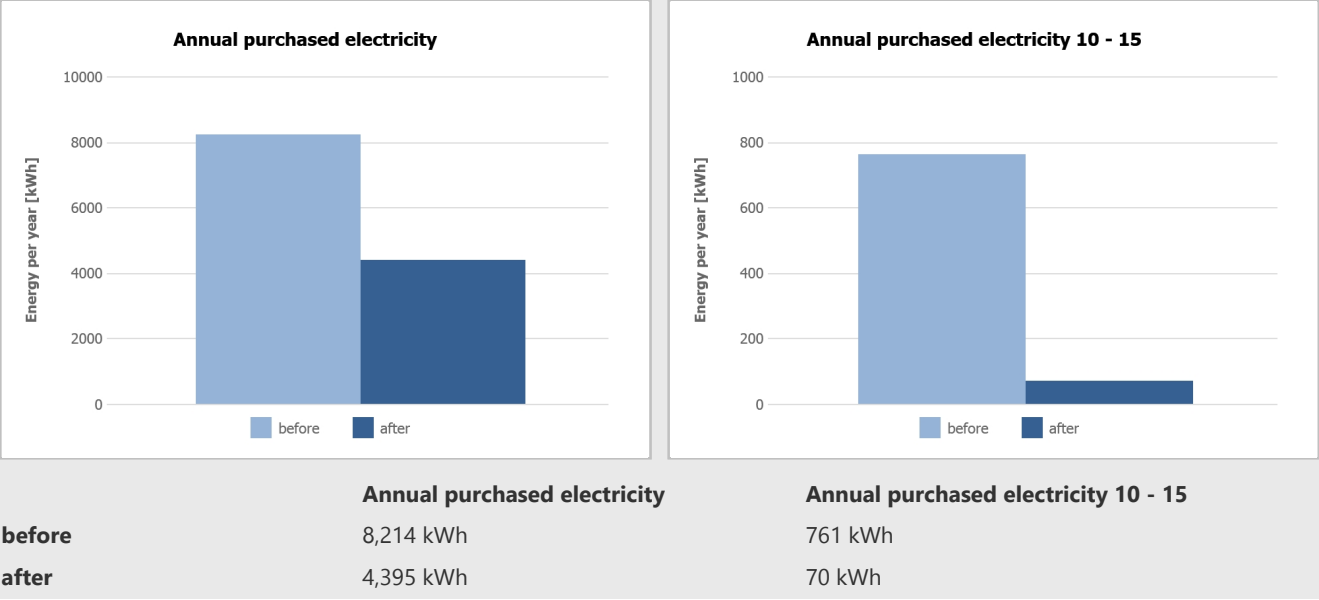 Annual purchased electricity
Energy per year [kWh]
10000
8000
6000
4000
2000
0
before after
Annual purchased electricity 10 - 15
Energy per year [kWh]
1000
800
600
400
200
0
before after
Annual purchased electricity Annual purchased electricity 10 - 15
before 8,214 kWh 761 kWh
after 4,395 kWh 70 kWh